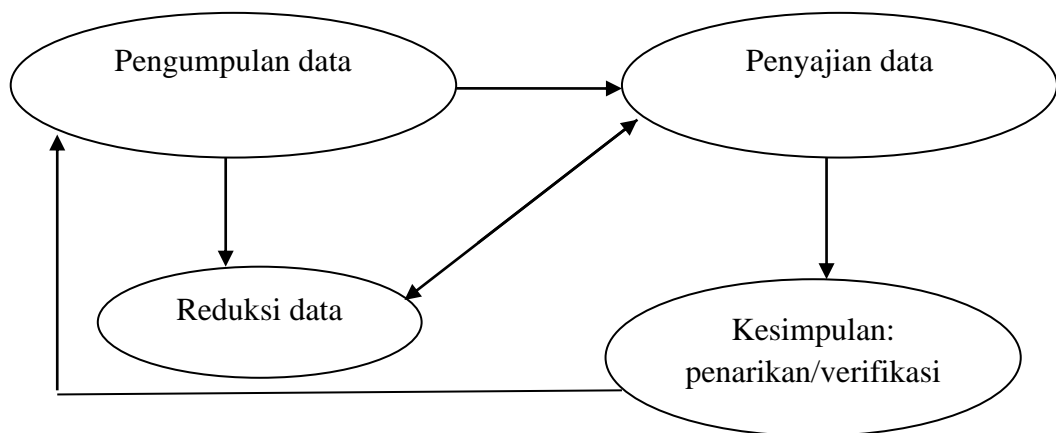 Pengumpulan data
Penyajian data
Reduksi data
Kesimpulan:
penarikan/verifikasi